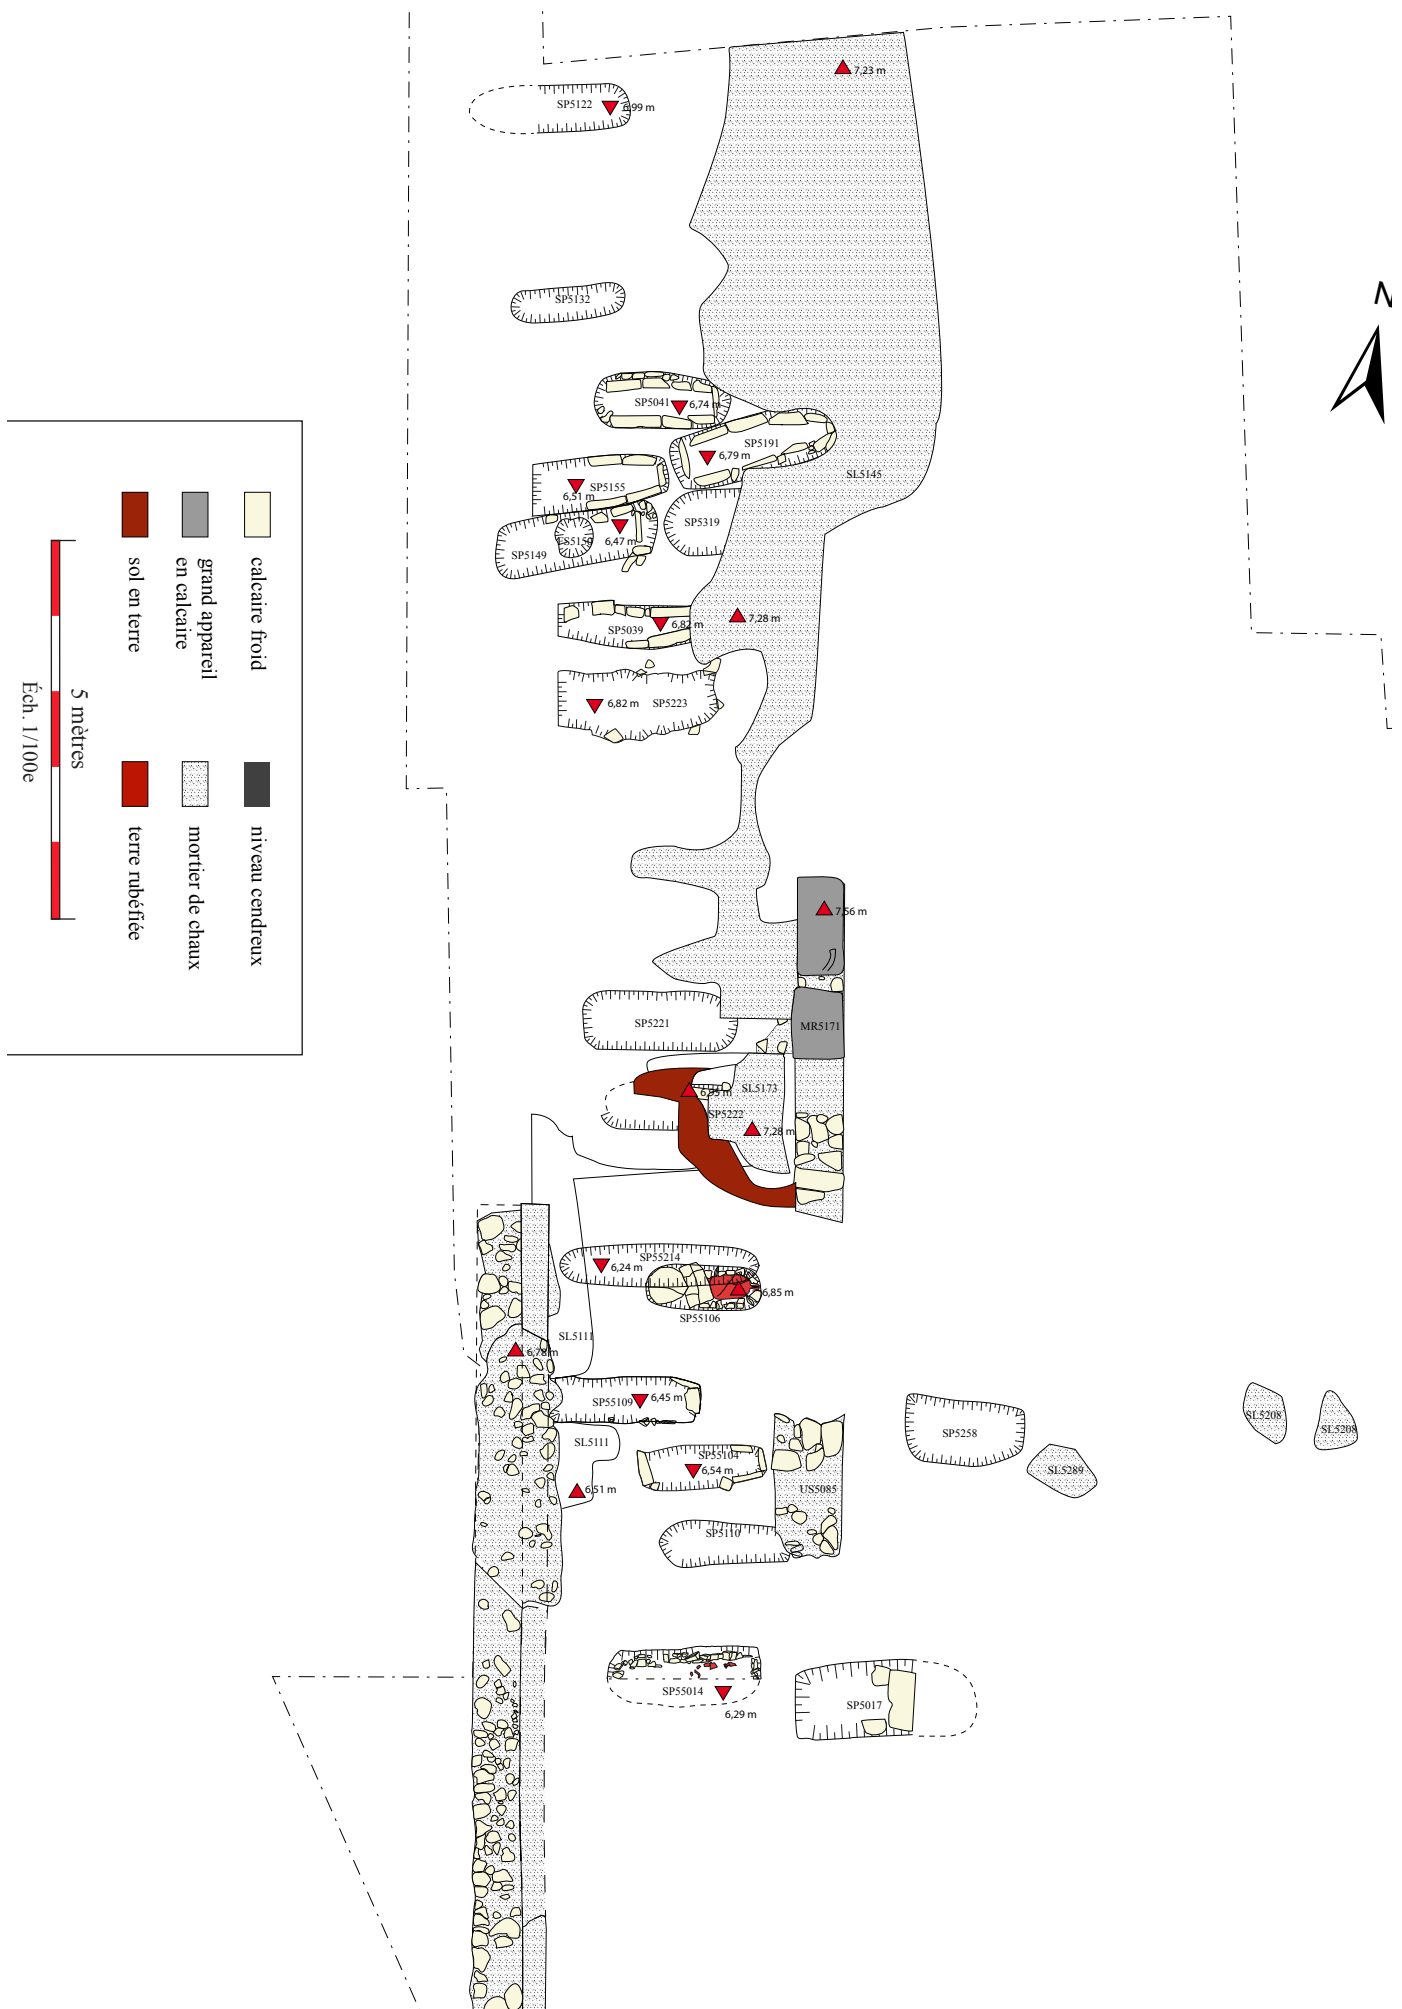 7,23 m
SP5122
6,99 m
N
SP5132
SP5041
6,74 m
SP5191
6,79 m
SL5145
SP5155
6,51 m
SP5319
US5150
6,47 m
SP5149
7,28 m
SP5039
6,82 m
6,82 m
SP5223
7,56 m
SP5221
MR5171
SL5173
6,95 m
SP5222
7,28 m
SP55214
6,24 m
6,85 m
SP55106
SL5111
6,78 m
SP55109
6,45 m
SL5111
SP55104
6,54 m
6,51 m
US5085
SP5110
SP5258
SL5289
SL5208
SL5208
SP55014
6,29 m
SP5017
calcaire froid
grand appareil
en calcaire
sol en terre
niveau cendreux
mortier de chaux
terre rubéfiée
5 mètres
Éch. 1/100e